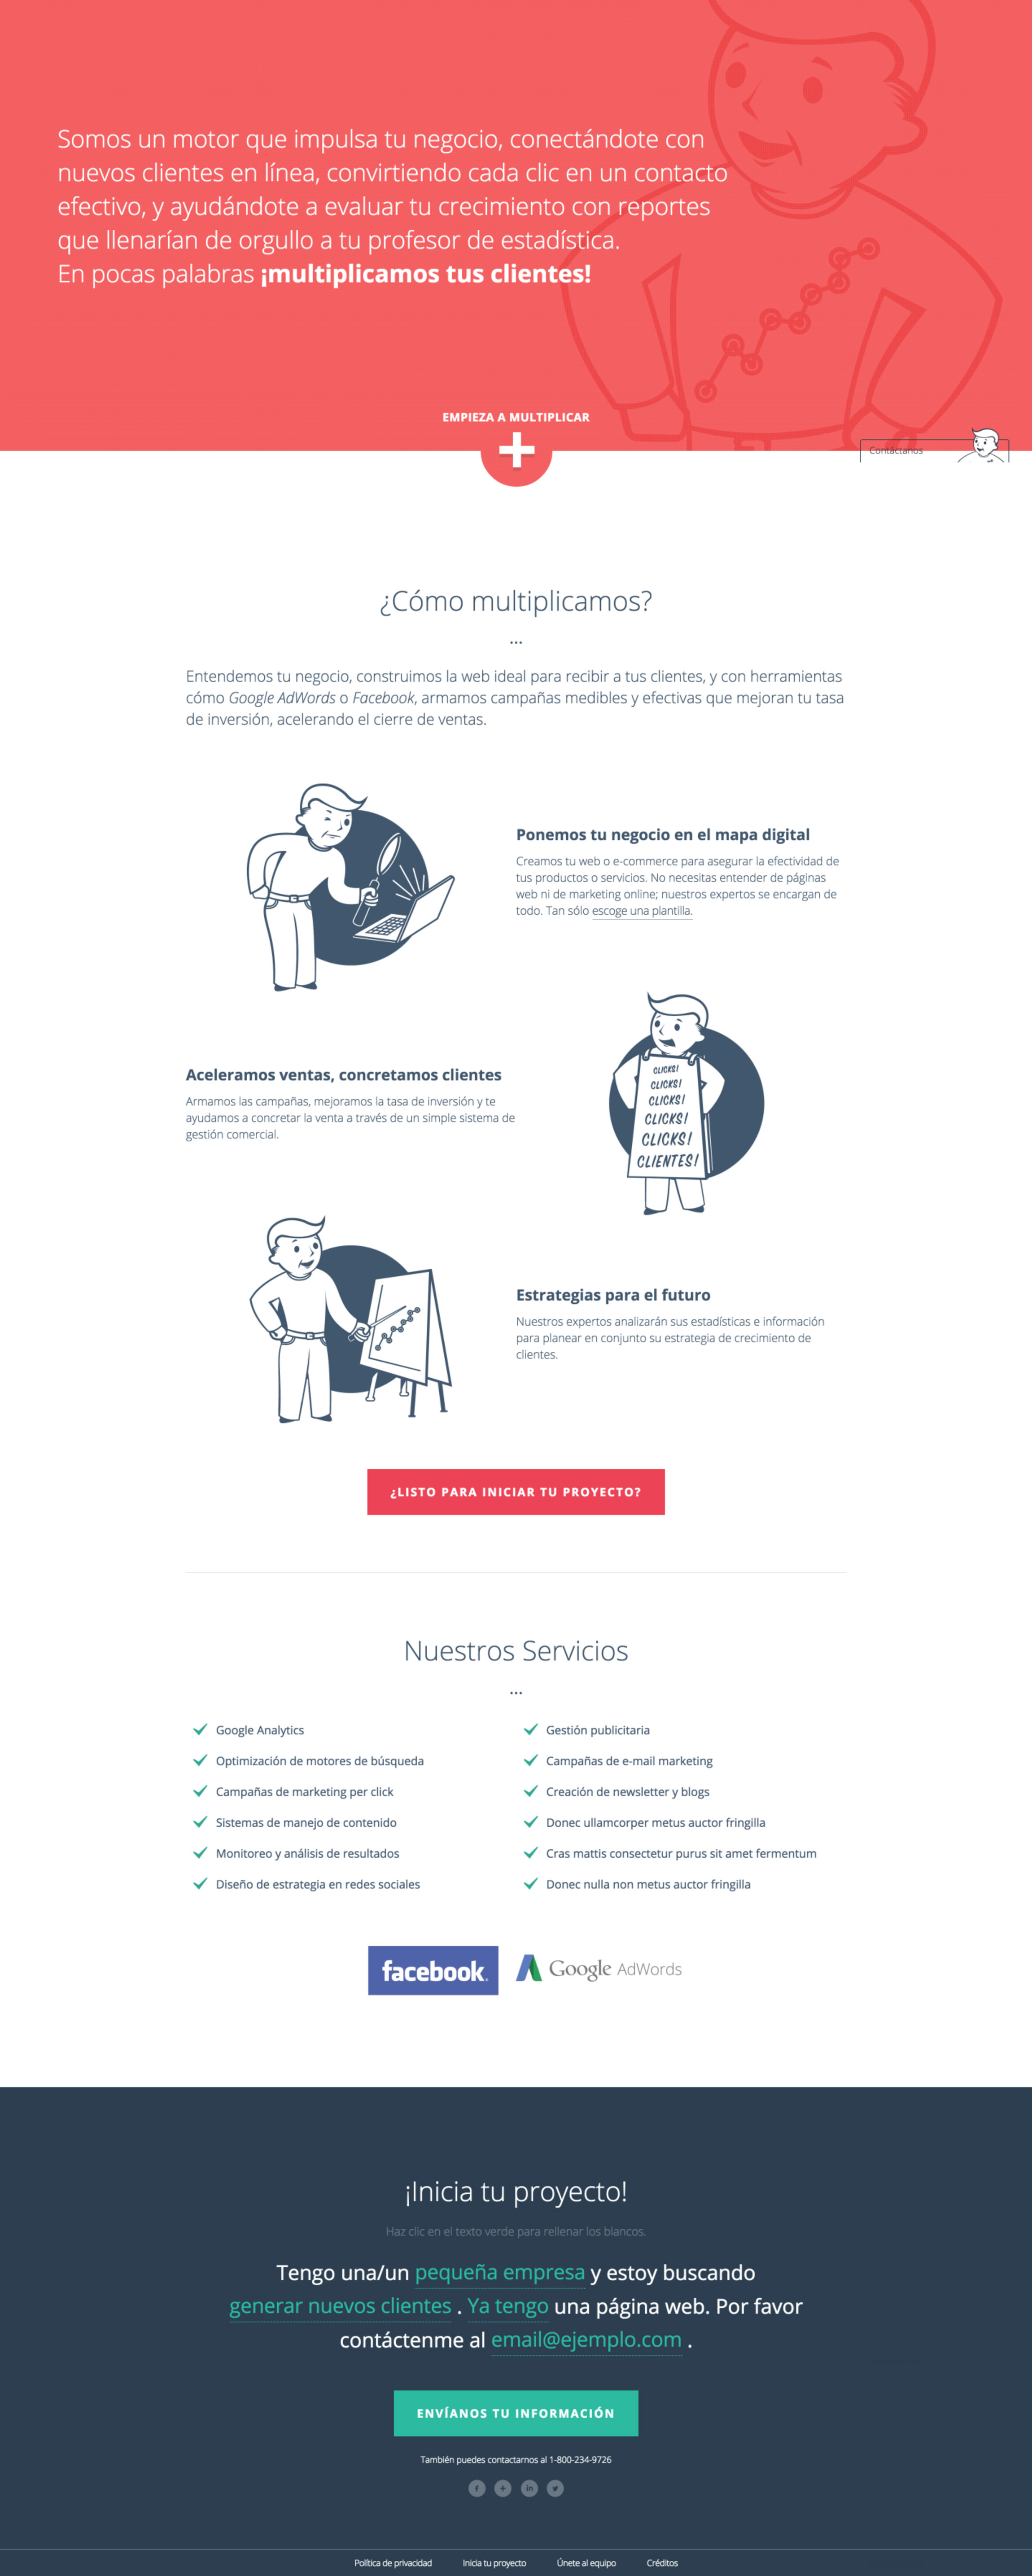 Somos un motor que impulsa tu negocio, conectándote con
nuevos clientes en línea, convirtiendo cada clic en un contacto
efectivo, y ayudándote a evaluar tu crecimiento con reportes
que llenarían de orgullo a tu profesor de estadística.
En pocas palabras ¡multiplicamos tus clientes!
EMPIEZA A MULTIPLICAR
Contáctanos
¿Cómo multiplicamos?
...
Entendemos tu negocio, construimos la web ideal para recibir a tus clientes, y con herramientas
cómo Google AdWords o Facebook, armamos campañas medibles y efectivas que mejoran tu tasa
de inversión, acelerando el cierre de ventas.
Ponemos tu negocio en el mapa digital
Creamos tu web o e-commerce para asegurar la efectividad de
tus productos o servicios. No necesitas entender de páginas
web ni de marketing online; nuestros expertos se encargan de
todo. Tan sólo escoge una plantilla.
Aceleramos ventas, concretamos clientes
Armamos las campañas, mejoramos la tasa de inversión y te
ayudamos a concretar la venta a través de un simple sistema de
gestión comercial.
CLICKS!
CLICKS!
CLICKS!
CLICKS!
CLICKS!
CLIENTES!
Estrategias para el futuro
Nuestros expertos analizarán sus estadísticas e información
para planear en conjunto su estrategia de crecimiento de
clientes.
¿LISTO PARA INICIAR TU PROYECTO?
Nuestros Servicios
...
Google Analytics
Optimización de motores de búsqueda
Campañas de marketing per click
Sistemas de manejo de contenido
Monitoreo y análisis de resultados
Diseño de estrategia en redes sociales
Gestión publicitaria
Campañas de e-mail marketing
Creación de newsletter y blogs
Donec ullamcorper metus auctor fringilla
Cras mattis consectetur purus sit amet fermentum
Donec nulla non metus auctor fringilla
facebook.
Google AdWords
¡Inicia tu proyecto!
Haz clic en el texto verde para rellenar los blancos.
Tengo una/un pequeña empresa y estoy buscando
generar nuevos clientes . Ya tengo una página web. Por favor
contáctenme al email@ejemplo.com .
ENVÍANOS TU INFORMACIÓN
También puedes contactarnos al 1-800-234-9726
Política de privacidad Inicia tu proyecto Únete al equipo Créditos